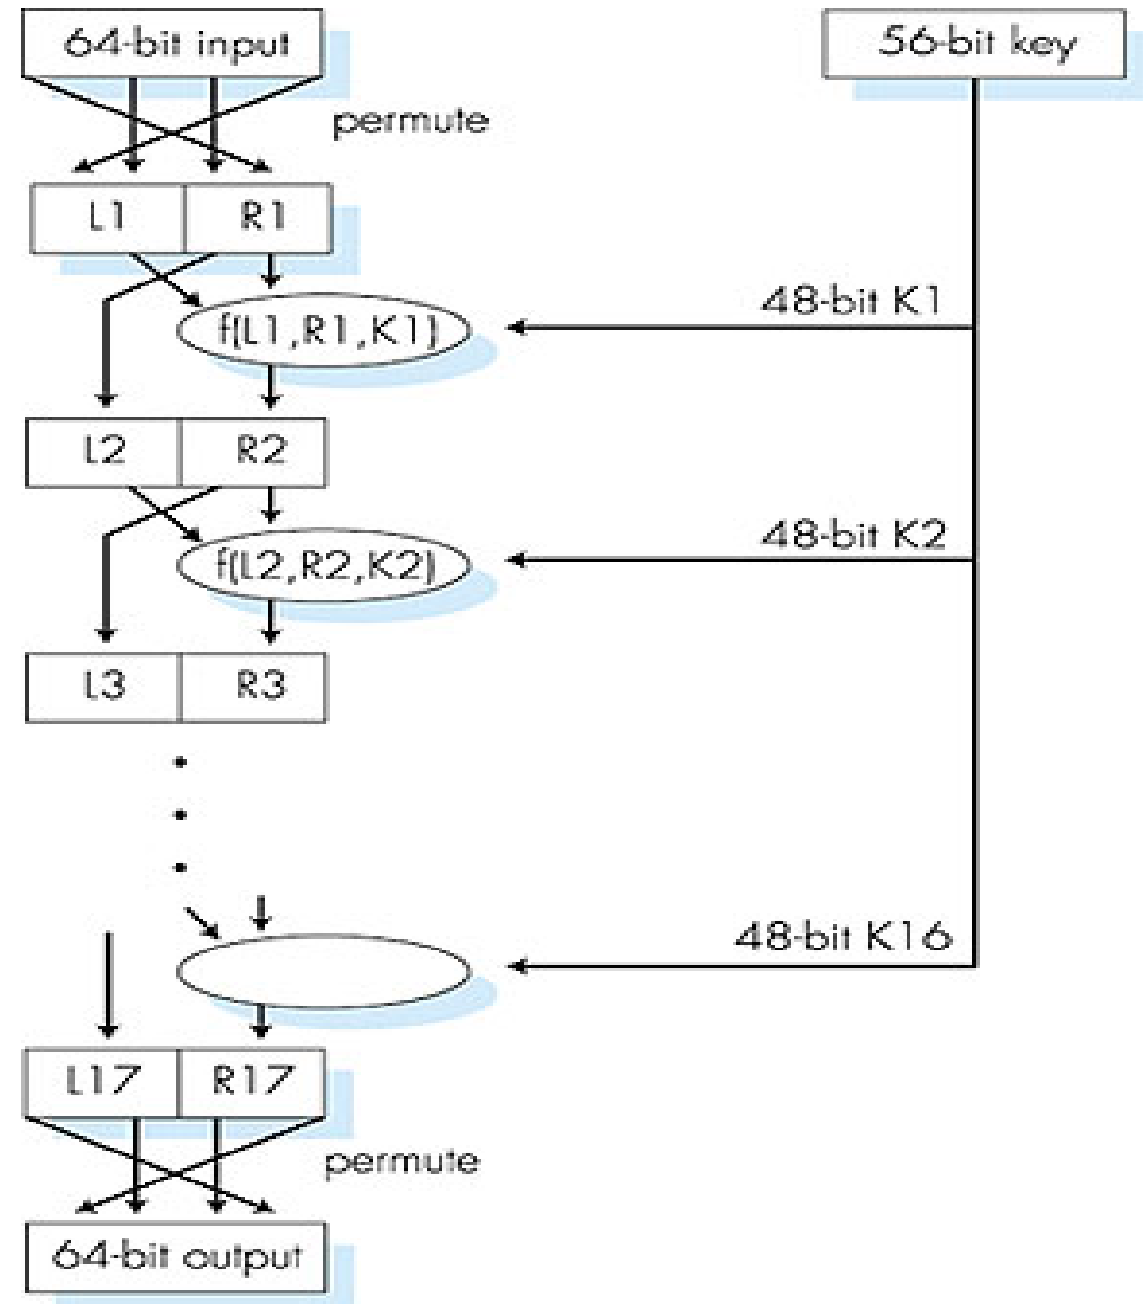 64-bit input
56-bit key
permute
L1 R1
48-bit K1
f(L1,R1,K1)
L2 R2
48-bit K2
f(L2,R2,K2)
L3 R3
48-bit K16
L17 R17
permute
64-bit output